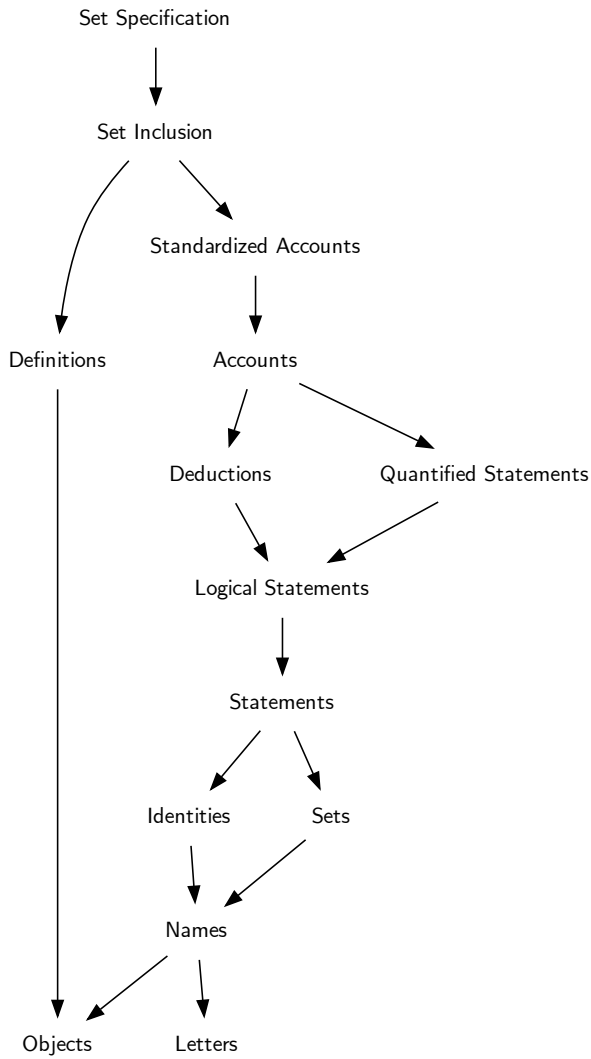 Set Specification
Set Inclusion
Standardized Accounts
Definitions
Accounts
Deductions
Quantified Statements
Logical Statements
Statements
Identities
Sets
Names
Objects
Letters